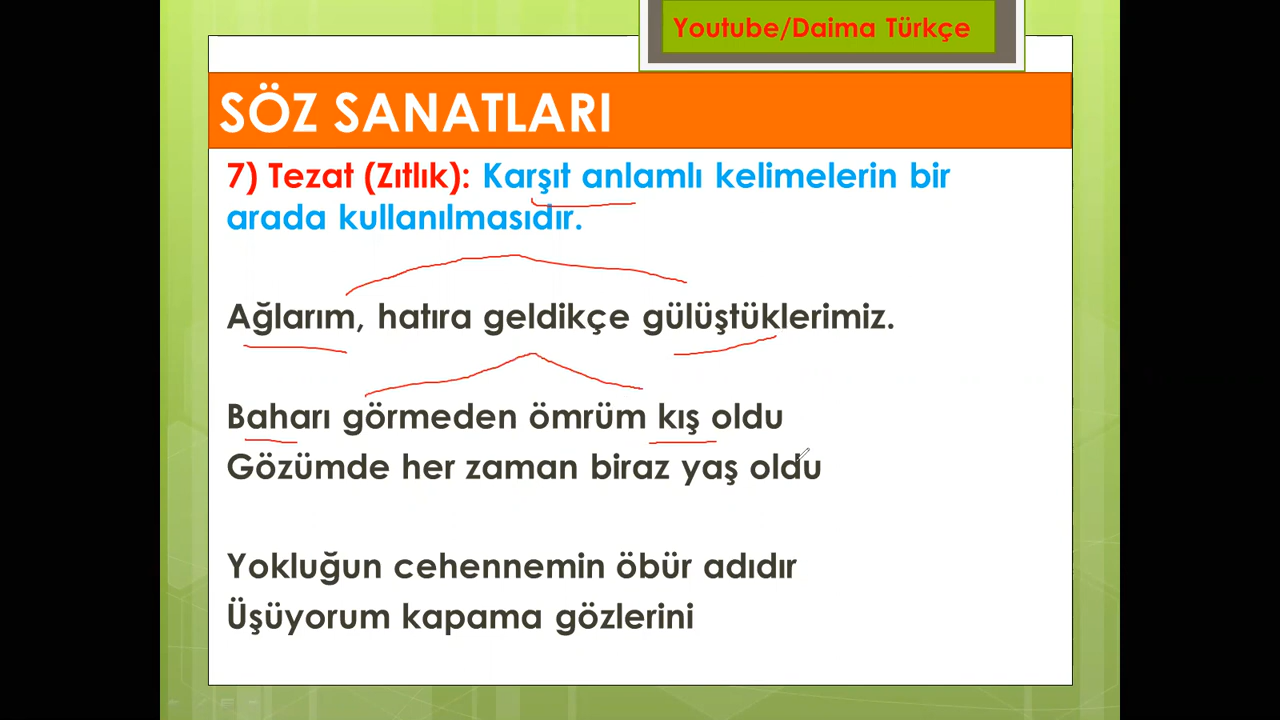 Youtube/Daima Türkçe
SÖZ SANATLARI
7) Tezat (Zıtlık): Karşıt anlamlı kelimelerin bir
arada kullanılmasıdır.
Ağlarım, hatıra geldikçe gülüştüklerimiz.
Baharı görmeden ömrüm kış oldu
Gözümde her zaman biraz yaş oldu
Yokluğun cehennemin öbür adıdır
Üşüyorum kapama gözlerini